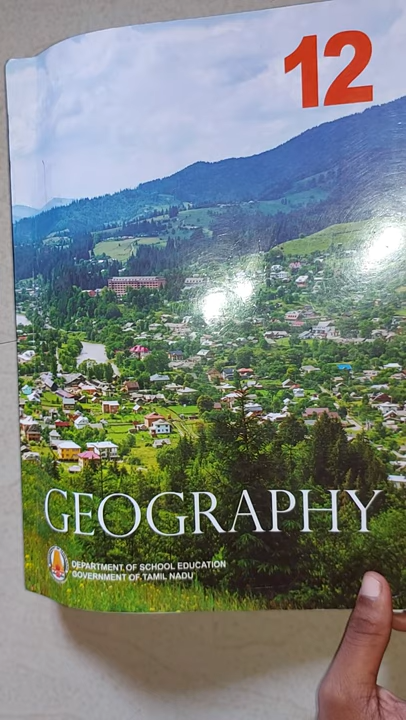 12
GEOGRAPHY
DEPARTMENT OF SCHOOL EDUCATION
GOVERNMENT OF TAMIL NADU